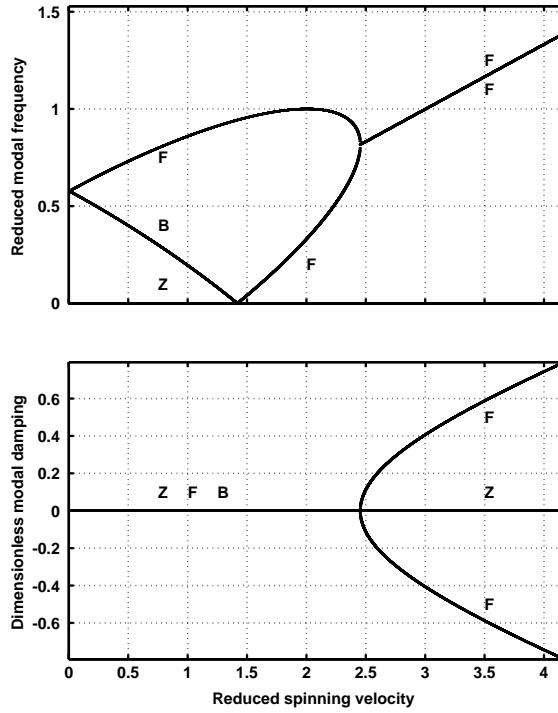 1.5
1
0.5
0
Reduced modal frequency
F
F
F
B
Z
F
0.6
0.4
0.2
0
-0.2
-0.4
-0.6
Dimensionless modal damping
F
Z F B
Z
F
0 0.5 1 1.5 2 2.5 3 3.5 4
Reduced spinning velocity